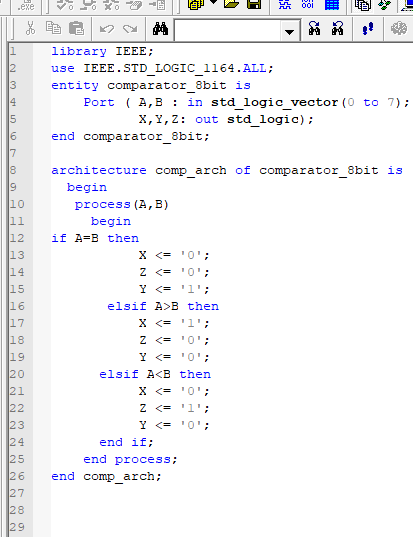 1 library IEEE;
2 use IEEE.STD_LOGIC_1164.ALL;
3 entity comparator_8bit is
4 Port ( A,B : in std_logic_vector(0 to 7);
5 X,Y,Z: out std_logic);
6 end comparator_8bit;
7
8 architecture comp_arch of comparator_8bit is
9 begin
10 process(A,B)
11 begin
12 if A=B then
13 X <= '0';
14 Z <= '0';
15 Y <= '1';
16 elsif A>B then
17 X <= '1';
18 Z <= '0';
19 Y <= '0';
20 elsif A<B then
21 X <= '0';
22 Z <= '1';
23 Y <= '0';
24 end if;
25 end process;
26 end comp_arch;
27
28
29